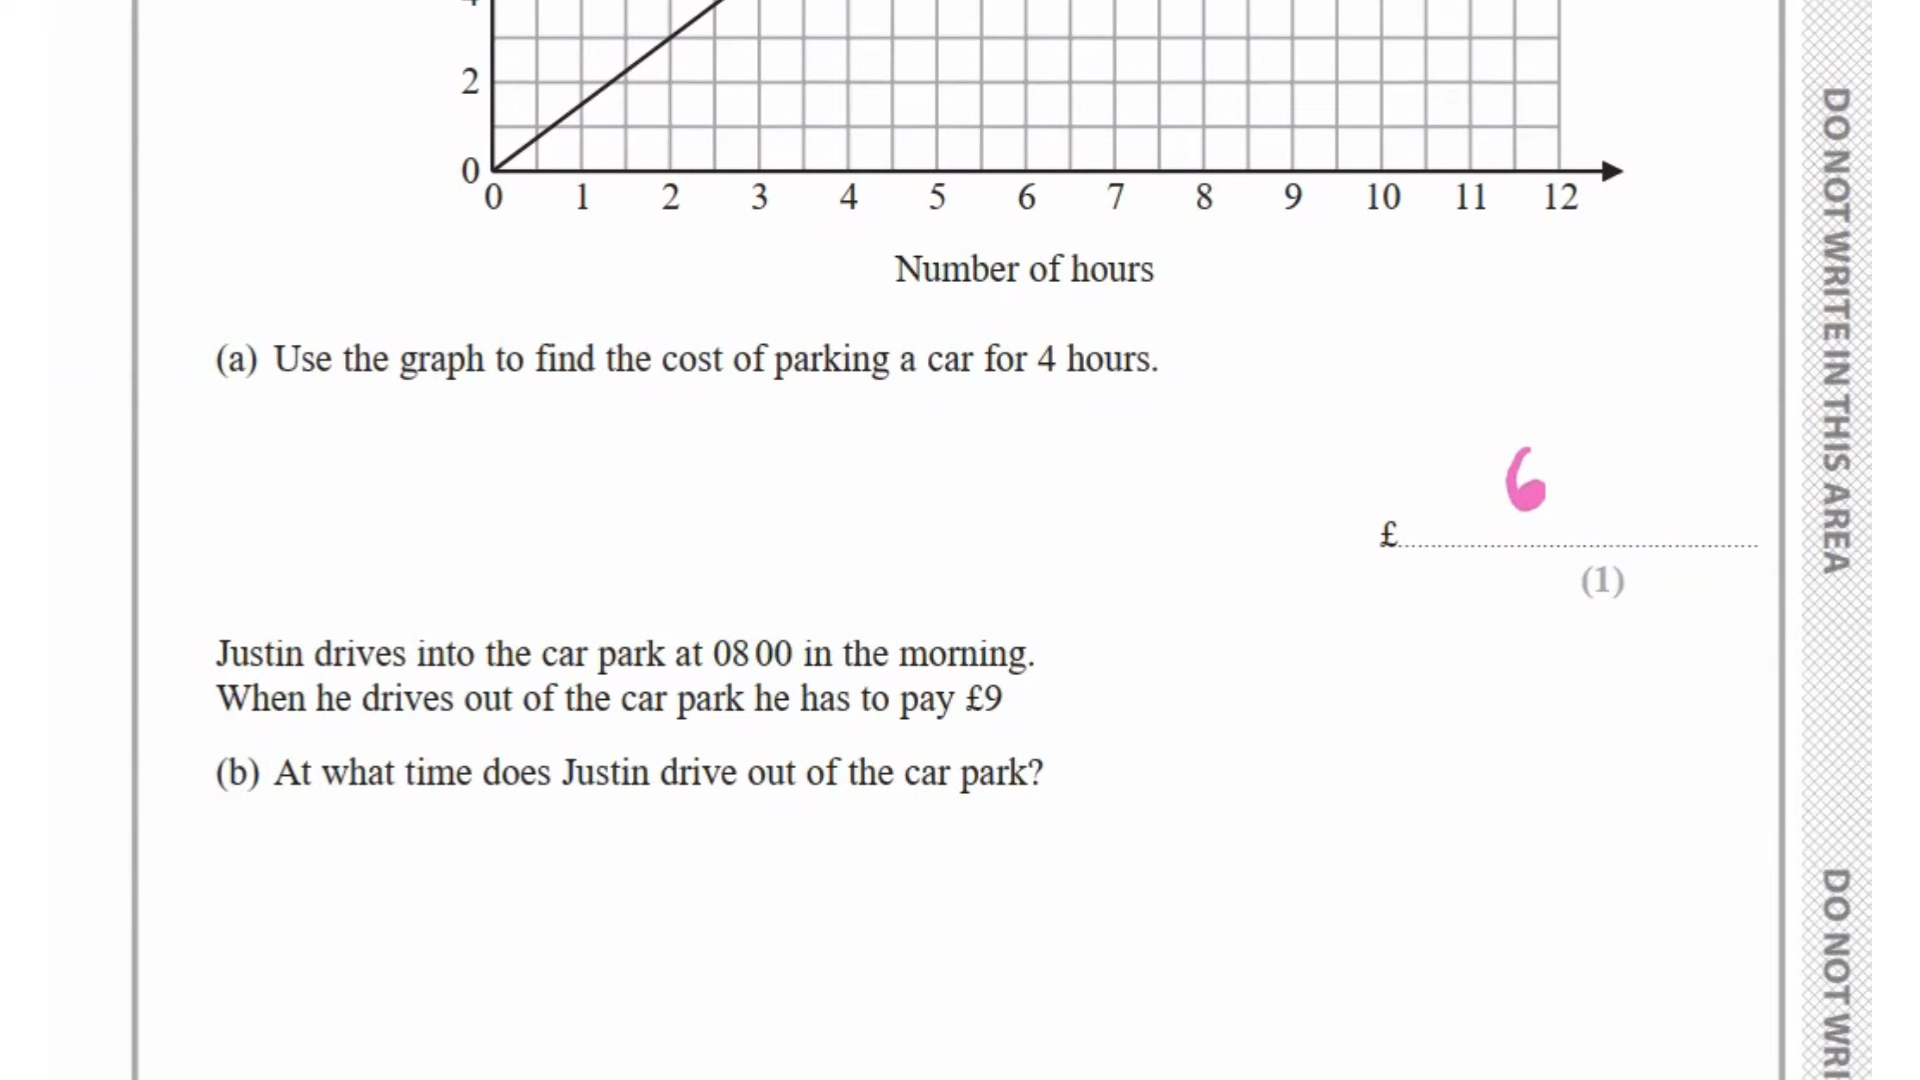 4
2
0
0 1 2 3 4 5 6 7 8 9 10 11 12
Number of hours
(a) Use the graph to find the cost of parking a car for 4 hours.
6
£
(1)
Justin drives into the car park at 08 00 in the morning.
When he drives out of the car park he has to pay £9
(b) At what time does Justin drive out of the car park?
DO NOT WRITE IN THIS AREA
DO NOT WRI